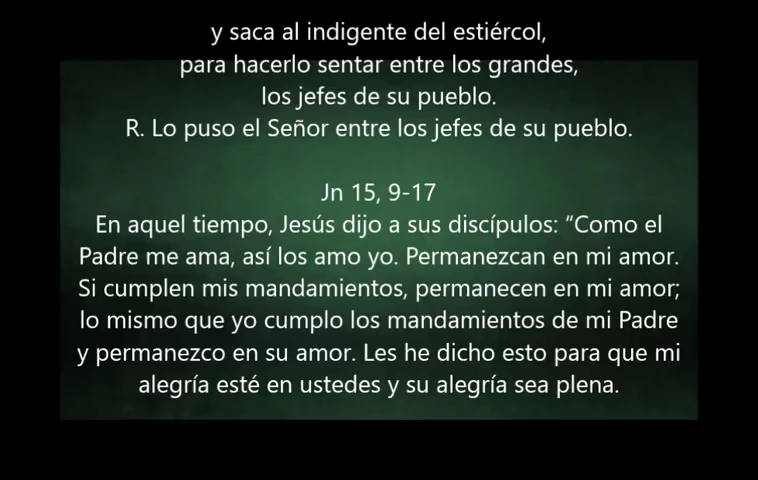 y saca al indigente del estiércol,
para hacerlo sentar entre los grandes,
los jefes de su pueblo.
R. Lo puso el Señor entre los jefes de su pueblo.
Jn 15, 9-17
En aquel tiempo, Jesús dijo a sus discípulos: “Como el
Padre me ama, así los amo yo. Permanezcan en mi amor.
Si cumplen mis mandamientos, permanecen en mi amor;
lo mismo que yo cumplo los mandamientos de mi Padre
y permanezco en su amor. Les he dicho esto para que mi
alegría esté en ustedes y su alegría sea plena.